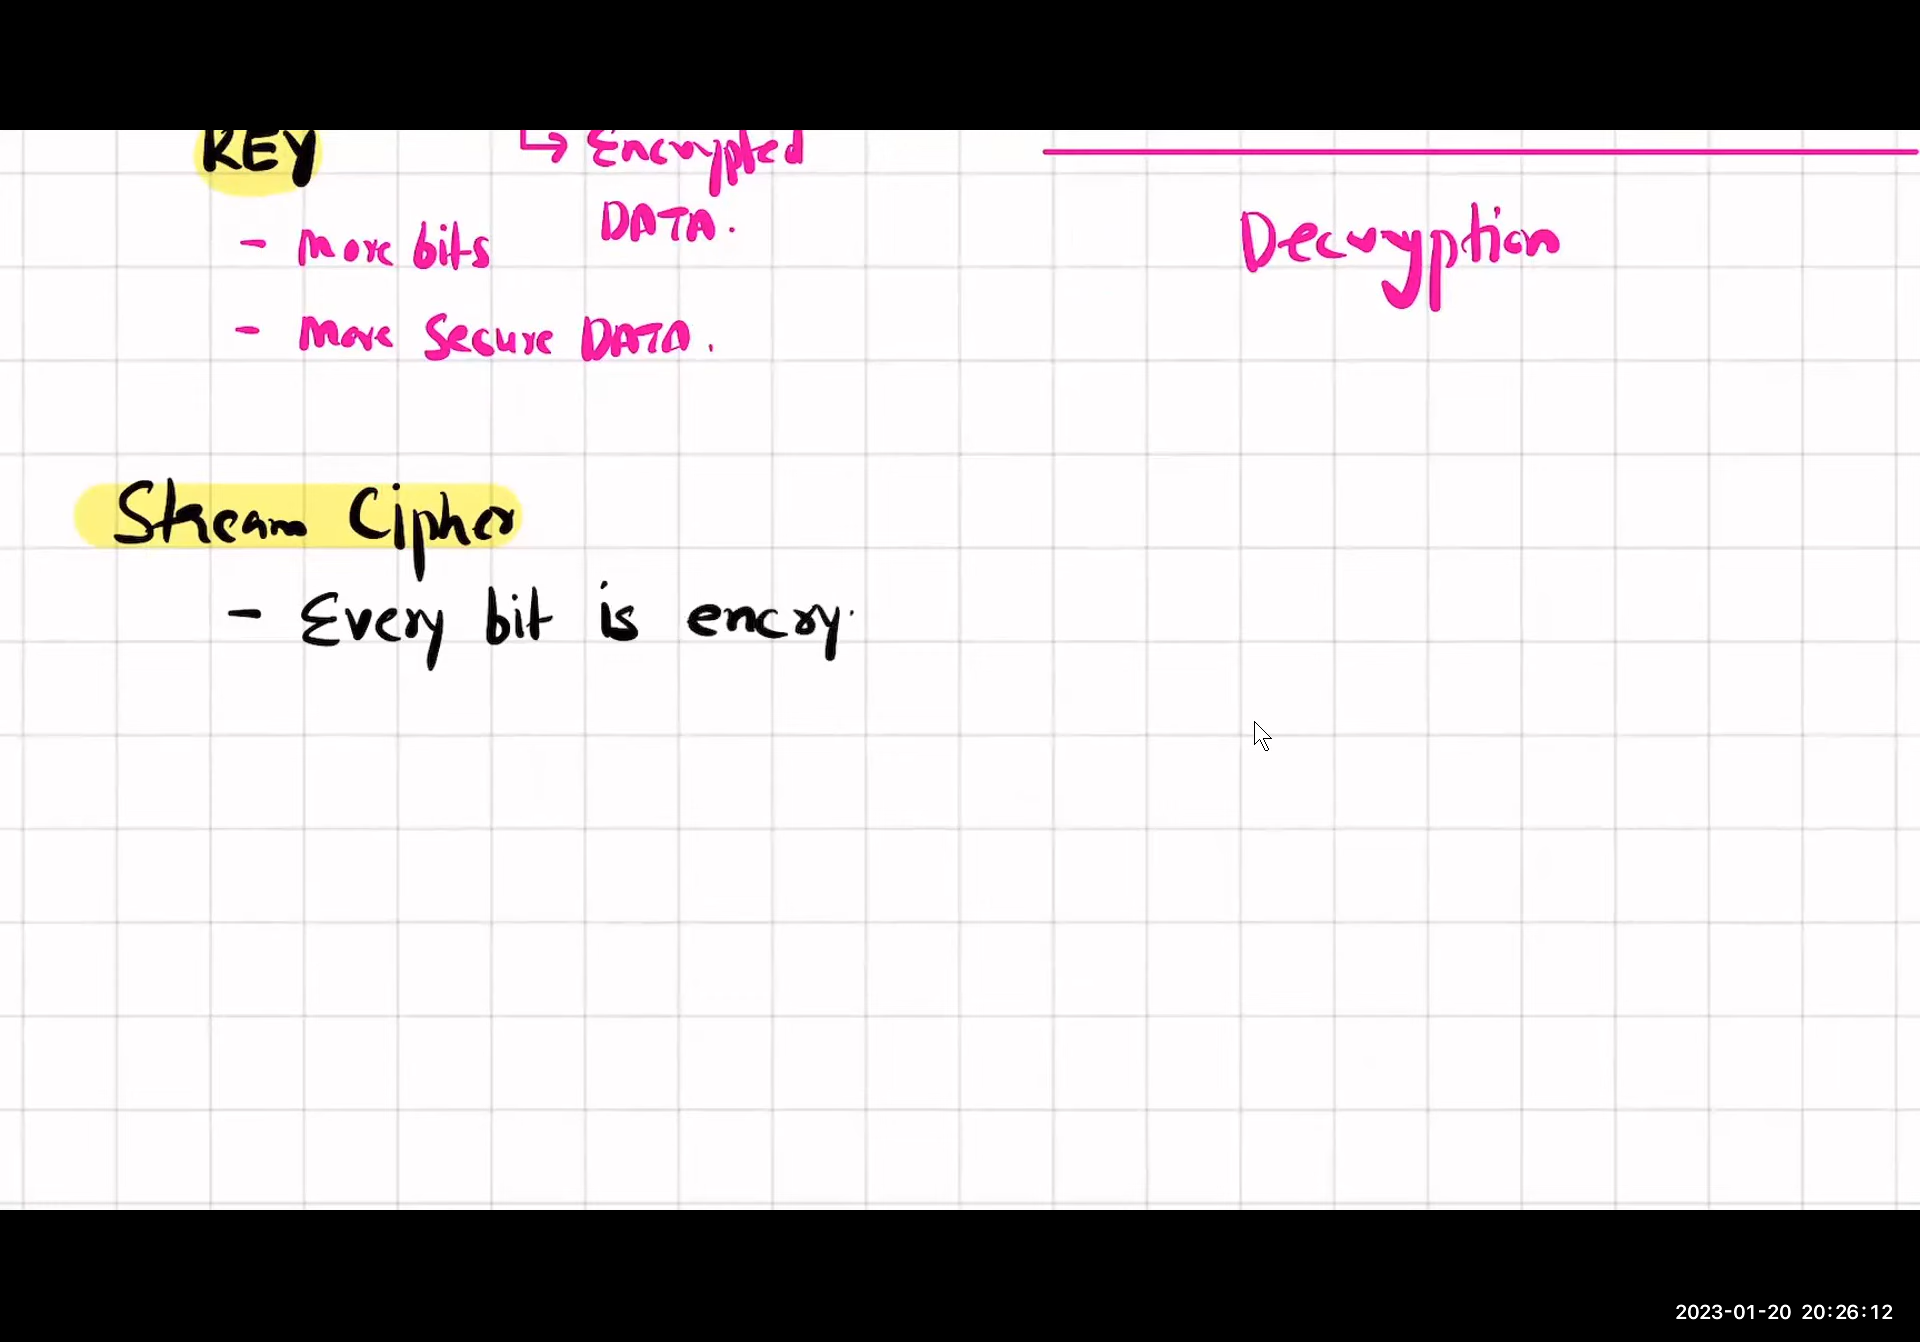 KEY
↳ Encrypted
DATA.
- more bits
- more secure DATA.
Decryption
Stream Cipher
- Every bit is encry.
2023-01-20 20:26:12